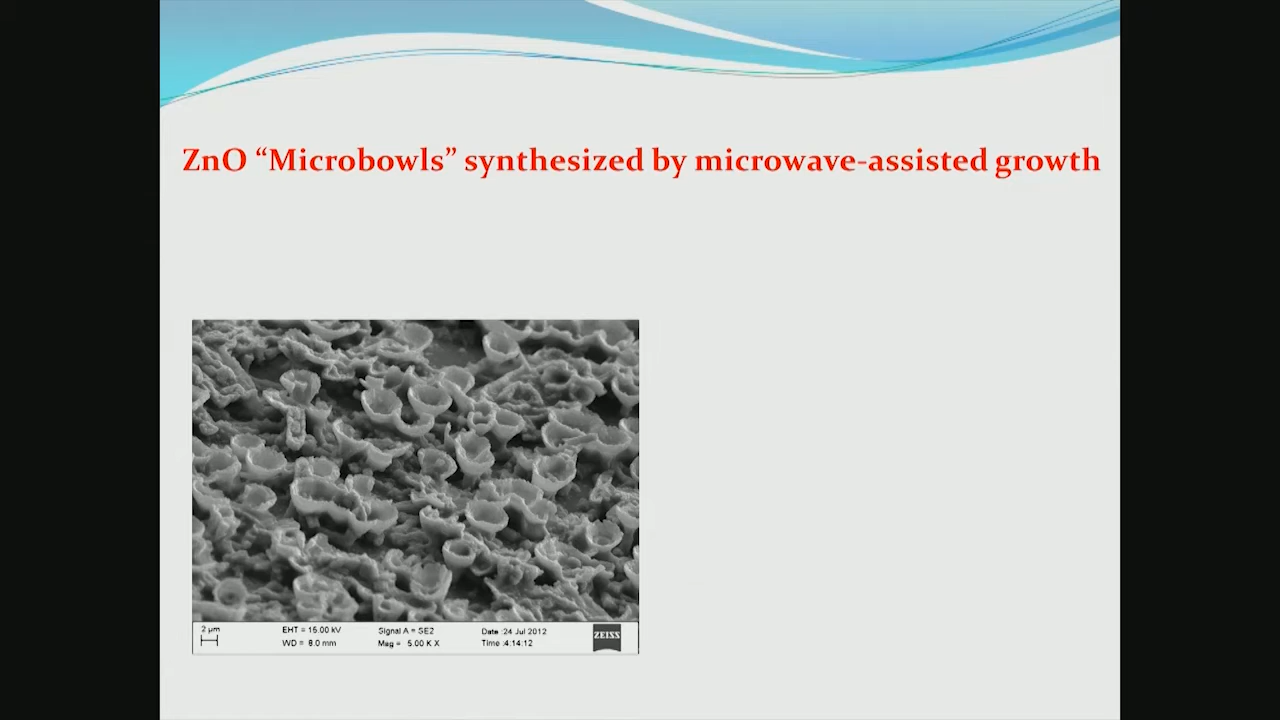 ZnO “Microbowls” synthesized by microwave-assisted growth
2 µm
EHT = 15.00 kV Signal A = SE2 Date :24 Jul 2012
WD = 8.0 mm Mag = 5.00 K X Time :4:14:12
ZEISS